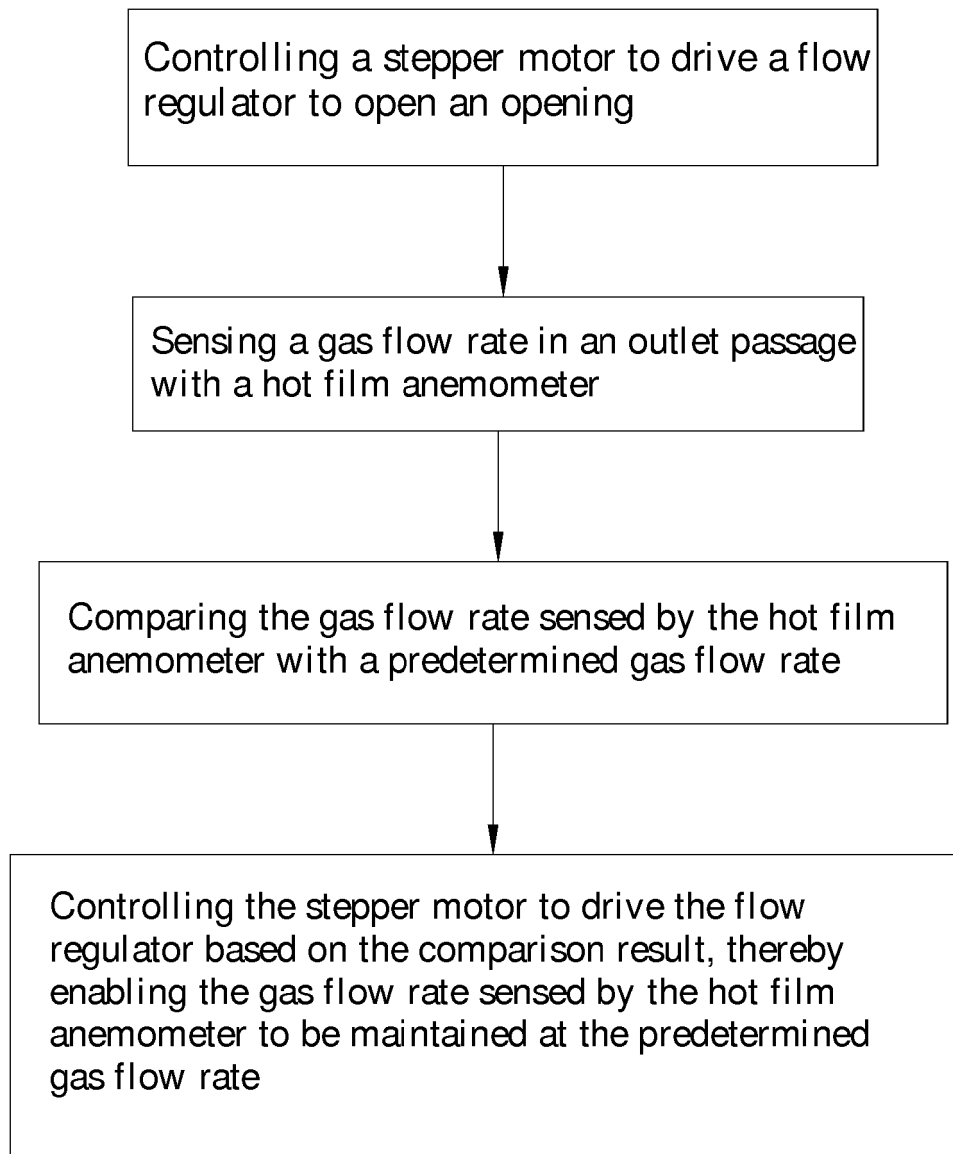 Controlling a stepper motor to drive a flow
regulator to open an opening
Sensing a gas flow rate in an outlet passage
with a hot film anemometer
Comparing the gas flow rate sensed by the hot film
anemometer with a predetermined gas flow rate
Controlling the stepper motor to drive the flow
regulator based on the comparison result, thereby
enabling the gas flow rate sensed by the hot film
anemometer to be maintained at the predetermined
gas flow rate